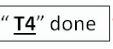 “ T4” done